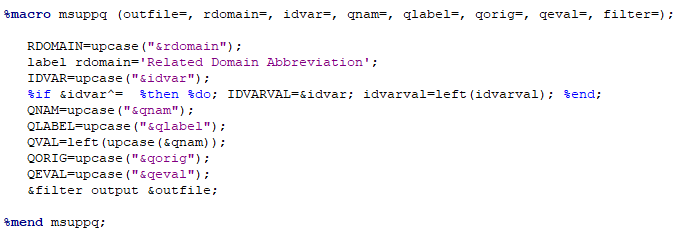 %macro msuppq (outfile=, rdomain=, idvar=, qnam=, qlabel=, qorig=, qeval=, filter=);
RDOMAIN=upcase("&rdomain");
label rdomain='Related Domain Abbreviation';
IDVAR=upcase("&idvar");
%if &idvar^=  %then %do; IDVARVAL=&idvar; idvarval=left(idvarval); %end;
QNAM=upcase("&qnam");
QLABEL=upcase("&qlabel");
QVAL=left(upcase(&qnam));
QORIG=upcase("&qorig");
QEVAL=upcase("&qeval");
&filter output &outfile;
%mend msuppq;